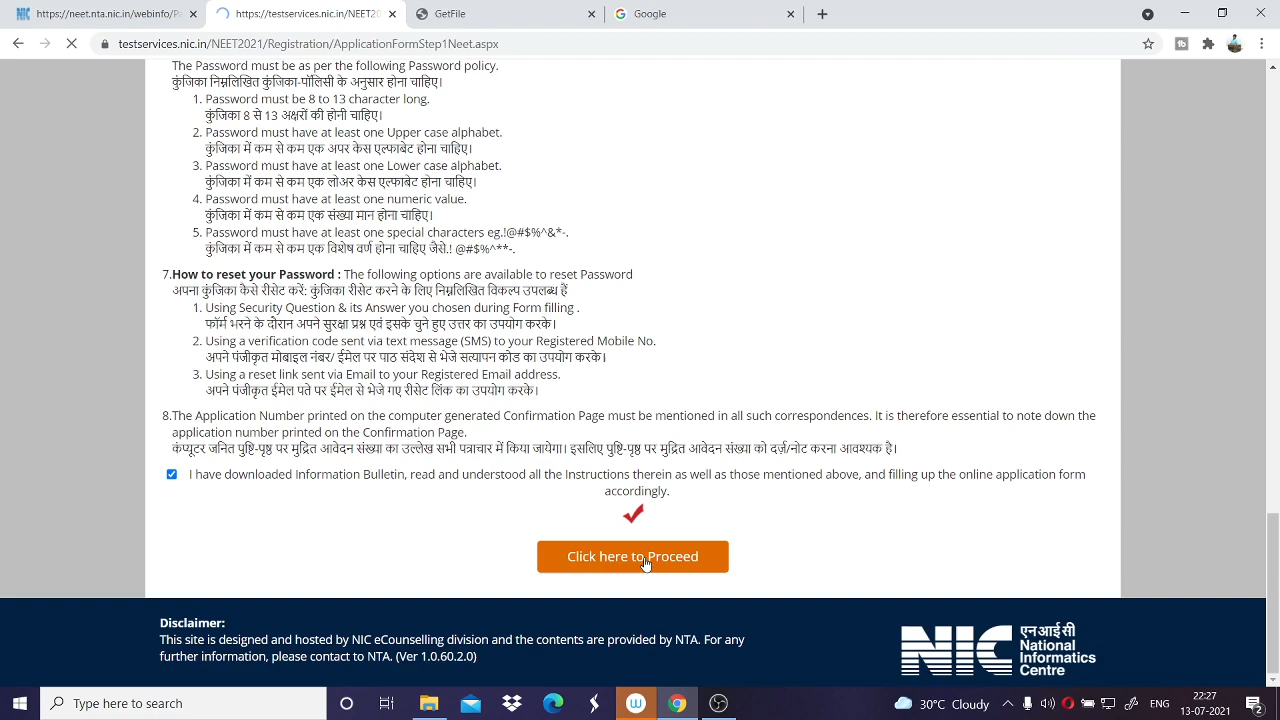 https://neet.nta.nic.in/webinfo/Pa
https://testservices.nic.in/NEET20
GetFile
Google
testservices.nic.in/NEET2021/Registration/ApplicationFormStep1Neet.aspx
The Password must be as per the following Password policy.
कुंजिका निम्नलिखित कुंजिका-पॉलिसी के अनुसार होना चाहिए।
1. Password must be 8 to 13 character long.
कुंजिका 8 से 13 अक्षरों की होनी चाहिए।
2. Password must have at least one Upper case alphabet.
कुंजिका में कम से कम एक अपर केस एल्फाबेट होना चाहिए।
3. Password must have at least one Lower case alphabet.
कुंजिका में कम से कम एक लोअर केस एल्फाबेट होना चाहिए।
4. Password must have at least one numeric value.
कुंजिका में कम से कम एक संख्या मान होना चाहिए।
5. Password must have at least one special characters eg.!@#$%^&*-.
कुंजिका में कम से कम एक विशेष वर्ण होना चाहिए जैसे.! @#$%^**-.
7.How to reset your Password : The following options are available to reset Password
अपना कुंजिका कैसे रीसेट करें: कुंजिका रीसेट करने के लिए निम्नलिखित विकल्प उपलब्ध हैं
1. Using Security Question & its Answer you chosen during Form filling .
फॉर्म भरने के दौरान अपने सुरक्षा प्रश्न एवं इसके चुने हुए उत्तर का उपयोग करके।
2. Using a verification code sent via text message (SMS) to your Registered Mobile No.
अपने पंजीकृत मोबाइल नंबर/ ईमेल पर पाठ संदेश से भेजे सत्यापन कोड का उपयोग करके।
3. Using a reset link sent via Email to your Registered Email address.
अपने पंजीकृत ईमेल पते पर ईमेल से भेजे गए रीसेट लिंक का उपयोग करके।
8.The Application Number printed on the computer generated Confirmation Page must be mentioned in all such correspondences. It is therefore essential to note down the
application number printed on the Confirmation Page.
कंप्यूटर जनित पुष्टि-पृष्ठ पर मुद्रित आवेदन संख्या का उल्लेख सभी पत्राचार में किया जायेगा। इसलिए पुष्टि-पृष्ठ पर मुद्रित आवेदन संख्या को दर्ज़/नोट करना आवश्यक है।
I have downloaded Information Bulletin, read and understood all the Instructions therein as well as those mentioned above, and filling up the online application form
accordingly.
Click here to Proceed
Disclaimer:
This site is designed and hosted by NIC eCounselling division and the contents are provided by NTA. For any
further information, please contact to NTA. (Ver 1.0.60.2.0)
NIC
एनआईसी
National
Informatics
Centre
Type here to search
30°C Cloudy
ENG
22:27
13-07-2021
2